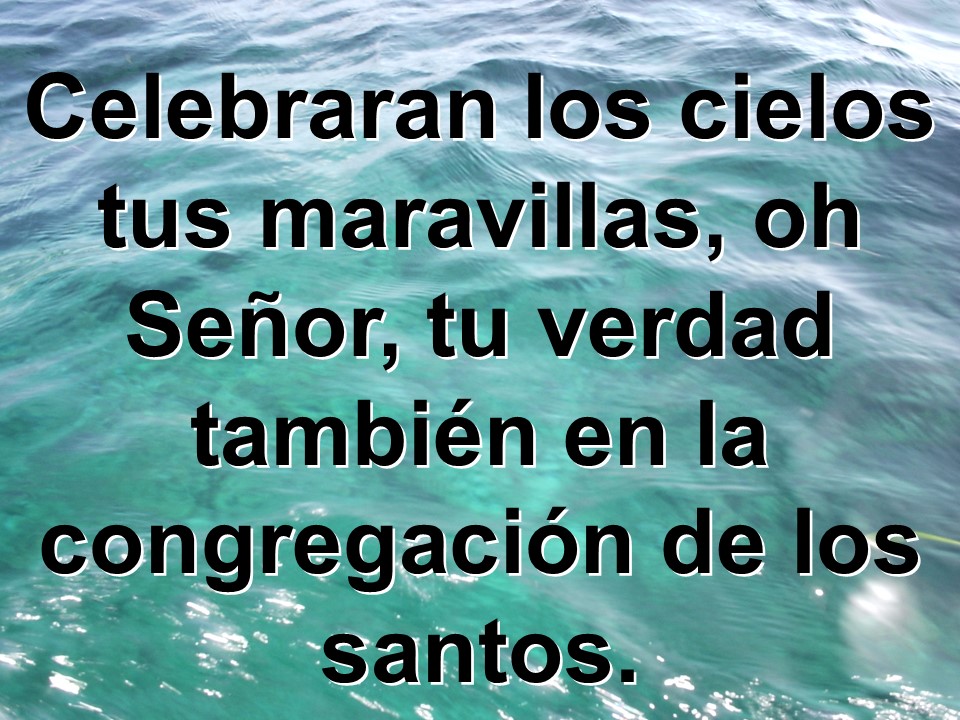 Celebraran los cielos
tus maravillas, oh
Señor, tu verdad
también en la
congregación de los
santos.